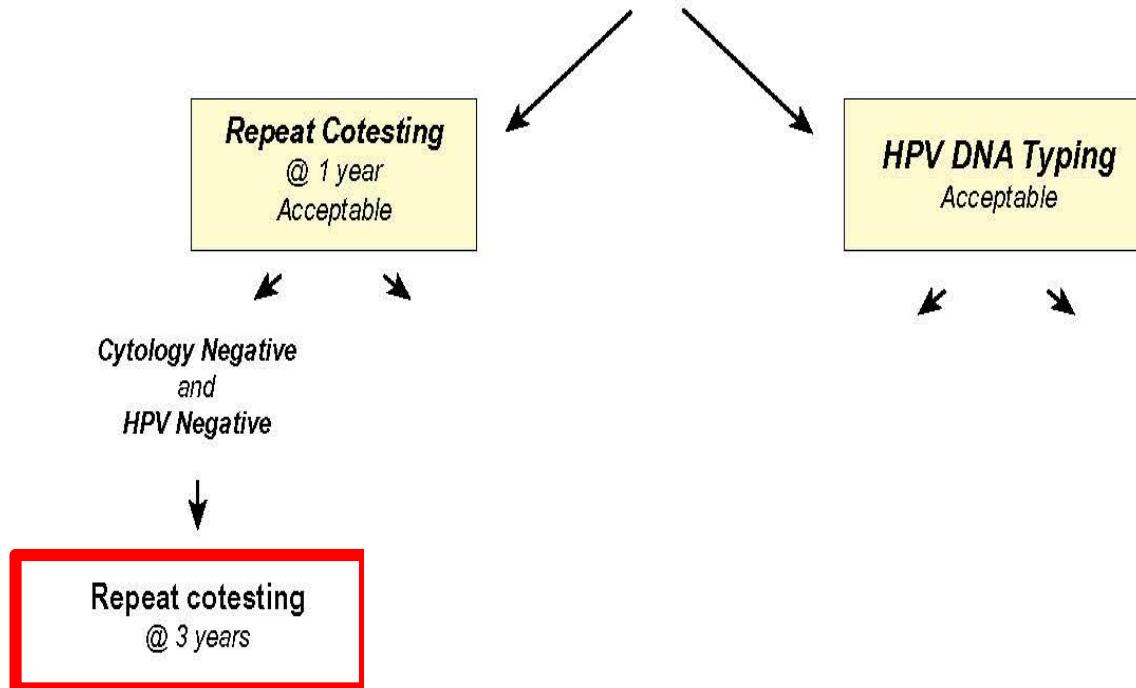 Repeat Cotesting
@ 1 year
Acceptable
HPV DNA Typing
Acceptable
Cytology Negative
and
HPV Negative
Repeat cotesting
@ 3 years